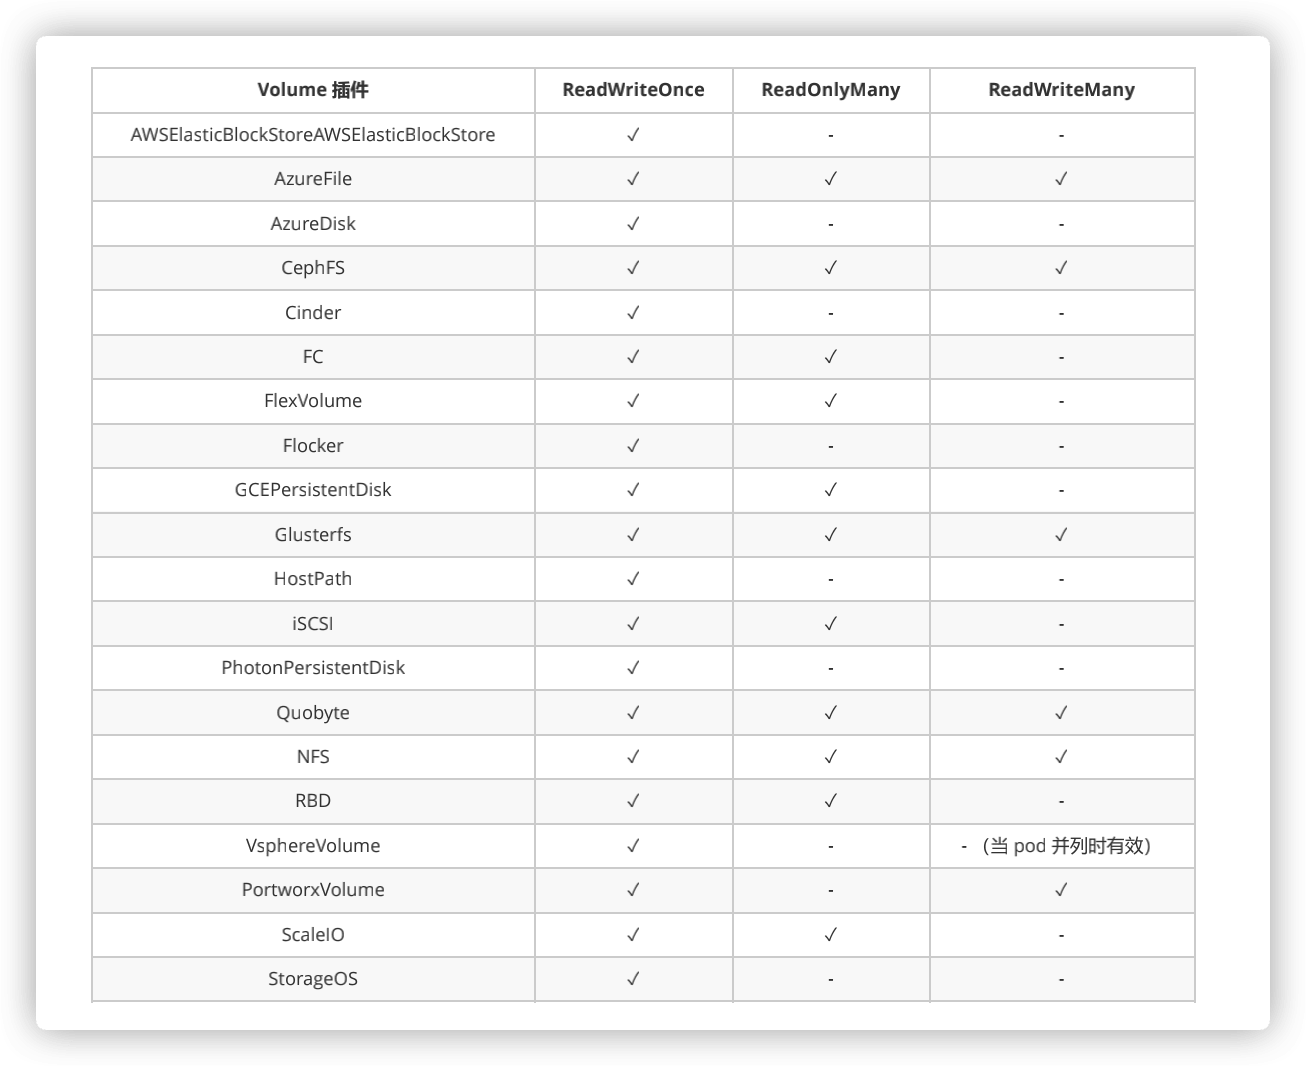 Volume 插件 ReadWriteOnce ReadOnlyMany ReadWriteMany
AWSElasticBlockStoreAWSElasticBlockStore ✓ - -
AzureFile ✓ ✓ ✓
AzureDisk ✓ - -
CephFS ✓ ✓ ✓
Cinder ✓ - -
FC ✓ ✓ -
FlexVolume ✓ ✓ -
Flocker ✓ - -
GCEPersistentDisk ✓ ✓ -
Glusterfs ✓ ✓ ✓
HostPath ✓ - -
iSCSI ✓ ✓ -
PhotonPersistentDisk ✓ - -
Quobyte ✓ ✓ ✓
NFS ✓ ✓ ✓
RBD ✓ ✓ -
VsphereVolume ✓ - - （当 pod 并列时有效）
PortworxVolume ✓ - ✓
ScaleIO ✓ ✓ -
StorageOS ✓ - -